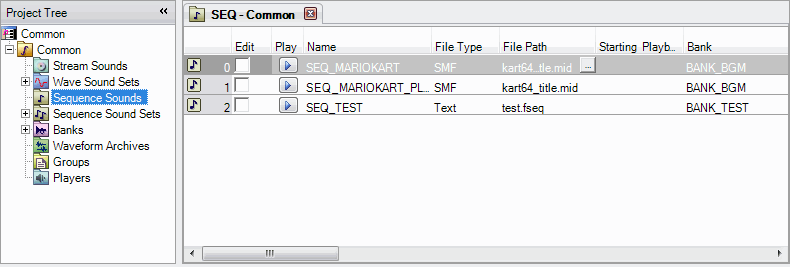 Project Tree «
Common
Common
Stream Sounds
Wave Sound Sets
Sequence Sounds
Sequence Sound Sets
Banks
Waveform Archives
Groups
Players
SEQ - Common
Edit Play Name File Type File Path Starting Playb... Bank
0 SEQ_MARIOKART SMF kart64_tle.mid ... BANK_BGM
1 SEQ_MARIOKART_PL... SMF kart64_title.mid BANK_BGM
2 SEQ_TEST Text test.fseq BANK_TEST